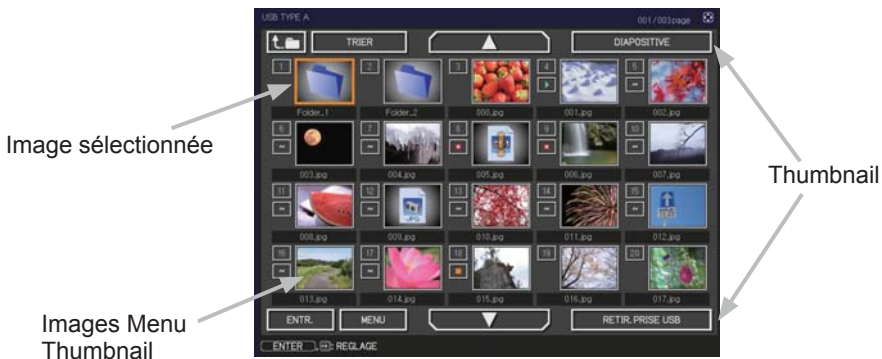 USB TYPE A 001/003page
TRIER DIAPOSITIVE
1 2 3 4 5
Folder_1 Folder_2 000.jpg 001.jpg 002.jpg
Image sélectionnée
6 7 8 9 10
003.jpg 004.jpg 005.jpg 006.jpg 007.jpg
Thumbnail
11 12 13 14 15
JPG
008.jpg 009.jpg 010.jpg 011.jpg 012.jpg
16 17 18 19 20
013.jpg 014.jpg 015.jpg 016.jpg 017.jpg
Images Menu
Thumbnail
ENTR. MENU RETIR. PRISE USB
ENTER , : REGLAGE